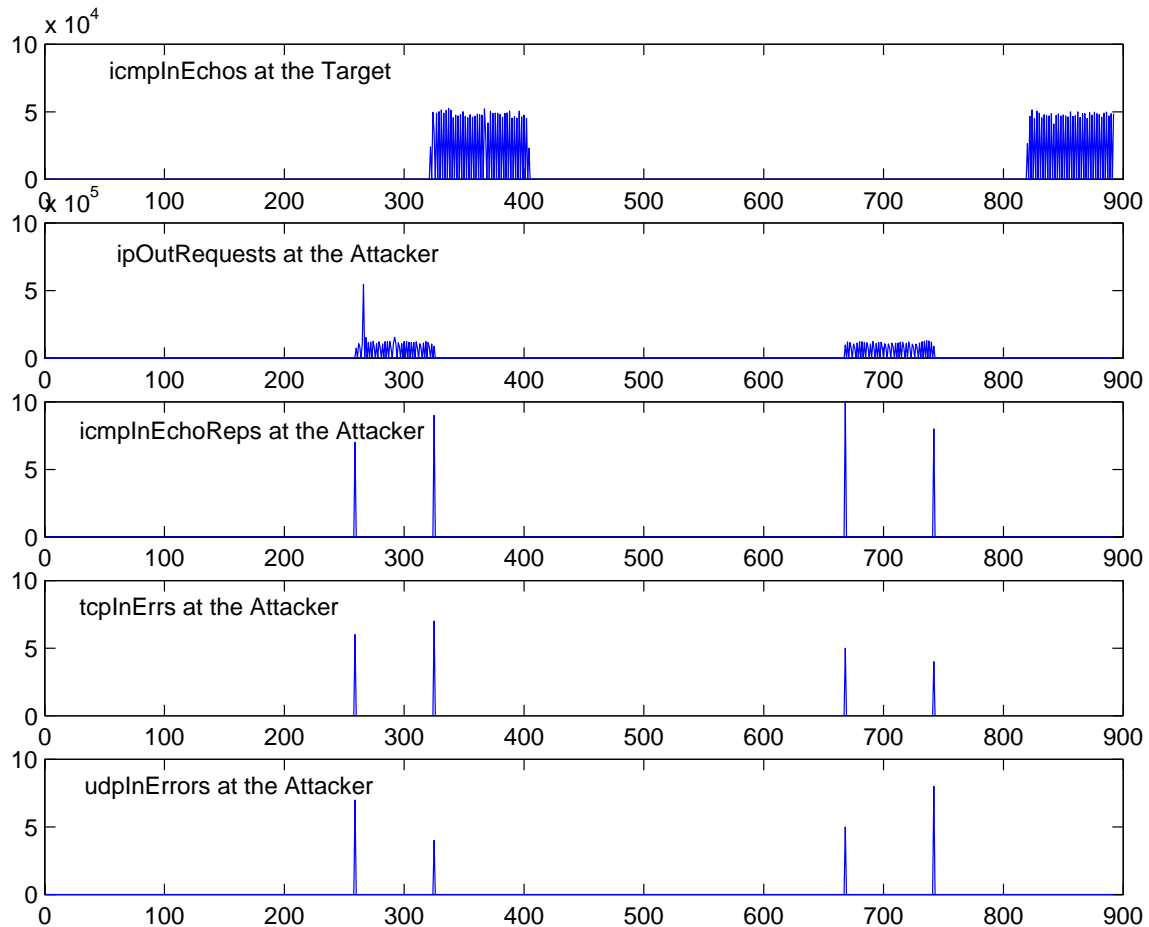 x 10^4
10
5
0
icmpInEchos at the Target
0 100 200 300 400 500 600 700 800 900
x 10^5
10
5
0
ipOutRequests at the Attacker
0 100 200 300 400 500 600 700 800 900
10
5
0
icmpInEchoReps at the Attacker
0 100 200 300 400 500 600 700 800 900
10
5
0
tcpInErrs at the Attacker
0 100 200 300 400 500 600 700 800 900
10
5
0
udpInErrors at the Attacker
0 100 200 300 400 500 600 700 800 900